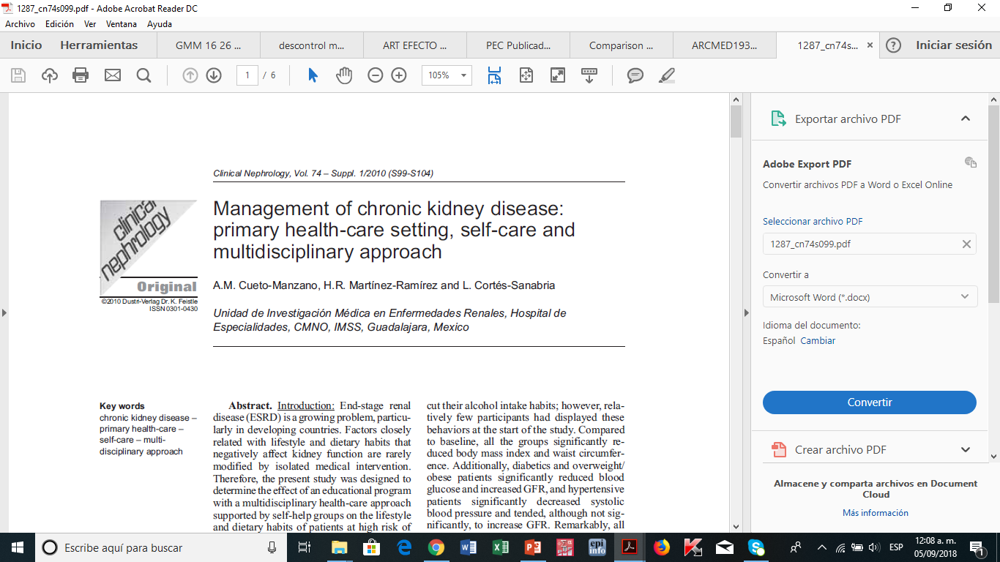 1287_cn74s099.pdf - Adobe Acrobat Reader DC
Archivo Edición Ver Ventana Ayuda
Inicio Herramientas GMM 16 26 ... descontrol m... ART EFECTO ... PEC Publicad... Comparison ... ARCMED193... 1287_cn74s... × ? Iniciar sesión
1 / 6 105%
Clinical Nephrology, Vol. 74 – Suppl. 1/2010 (S99-S104)
clinical
nephrology
Original
©2010 Dustri-Verlag Dr. K. Feistle
ISSN 0301-0430
Management of chronic kidney disease:
primary health-care setting, self-care and
multidisciplinary approach
A.M. Cueto-Manzano, H.R. Martínez-Ramírez and L. Cortés-Sanabria
Unidad de Investigación Médica en Enfermedades Renales, Hospital de
Especialidades, CMNO, IMSS, Guadalajara, Mexico
Key words
chronic kidney disease –
primary health-care –
self-care – multi-
disciplinary approach
Abstract. Introduction: End-stage renal
disease (ESRD) is a growing problem, particu-
larly in developing countries. Factors closely
related with lifestyle and dietary habits that
negatively affect kidney function are rarely
modified by isolated medical intervention.
Therefore, the present study was designed to
determine the effect of an educational program
with a multidisciplinary health-care approach
supported by self-help groups on the lifestyle
and dietary habits of patients at high risk of
cut their alcohol intake habits; however, rela-
tively few participants had displayed these
behaviors at the start of the study. Compared
to baseline, all the groups significantly re-
duced body mass index and waist circumfer-
ence. Additionally, diabetics and overweight/
obese patients significantly reduced blood
glucose and increased GFR, and hypertensive
patients significantly decreased systolic
blood pressure and tended, although not sig-
nificantly, to increase GFR. Remarkably, all
Exportar archivo PDF
Adobe Export PDF
Convertir archivos PDF a Word o Excel Online
Seleccionar archivo PDF
1287_cn74s099.pdf
Convertir a
Microsoft Word (*.docx)
Idioma del documento:
Español Cambiar
Convertir
Crear archivo PDF
Almacene y comparta archivos en Document
Cloud
Más información
Escribe aquí para buscar
epi
info
ESP
12:08 a. m.
05/09/2018
1